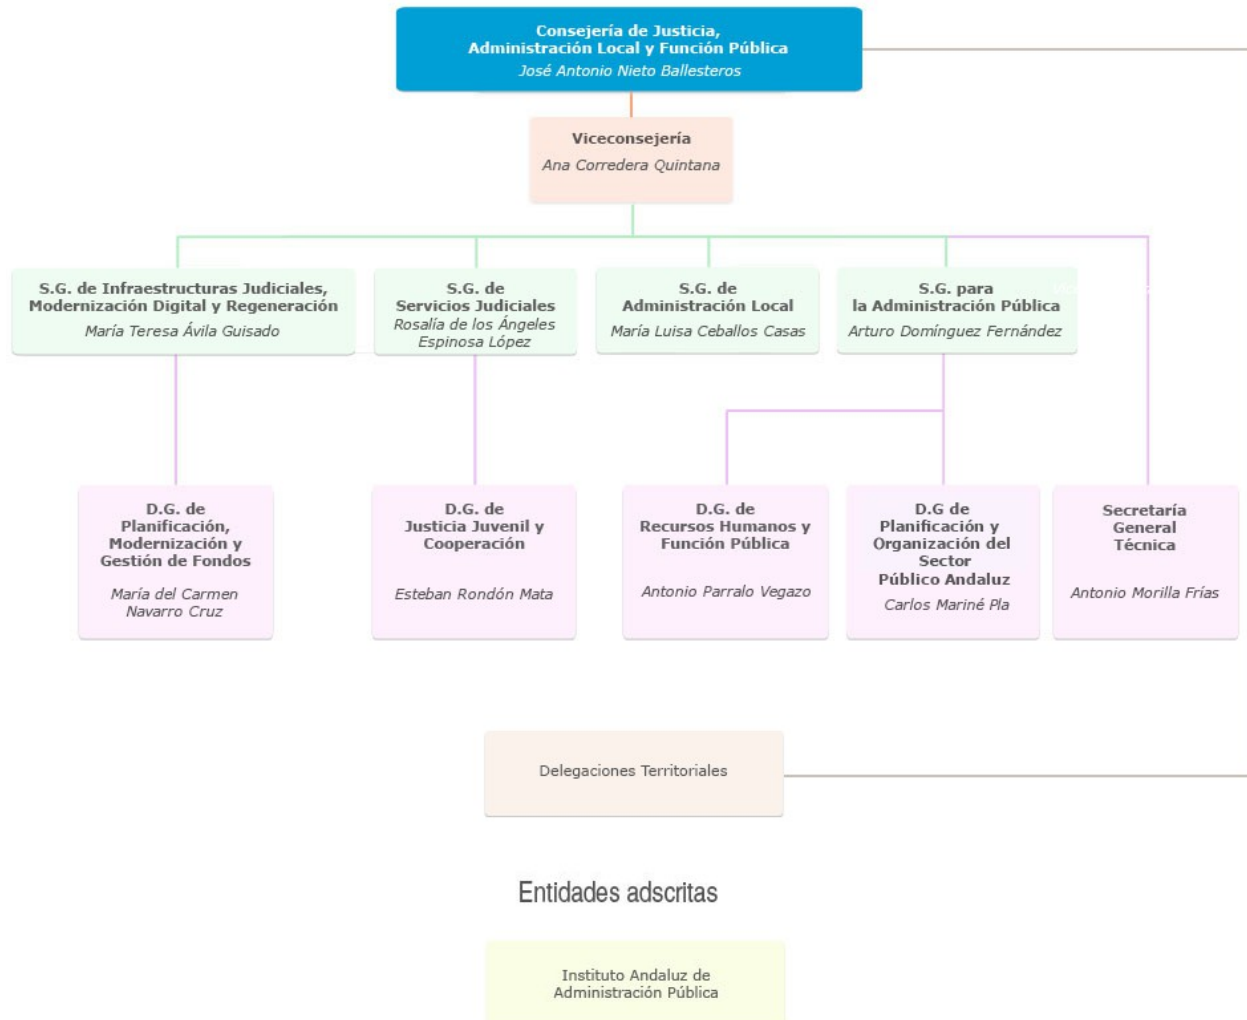 Consejería de Justicia,
Administración Local y Función Pública
José Antonio Nieto Ballesteros
Viceconsejería
Ana Corredera Quintana
S.G. de Infraestructuras Judiciales,
Modernización Digital y Regeneración
María Teresa Ávila Guisado
S.G. de
Servicios Judiciales
Rosalía de los Ángeles
Espinosa López
S.G. de
Administración Local
María Luisa Ceballos Casas
S.G. para
la Administración Pública
Arturo Domínguez Fernández
D.G. de
Planificación,
Modernización y
Gestión de Fondos
María del Carmen
Navarro Cruz
D.G. de
Justicia Juvenil y
Cooperación
Esteban Rondón Mata
D.G. de
Recursos Humanos y
Función Pública
Antonio Parralo Vegazo
D.G de
Planificación y
Organización del
Sector
Público Andaluz
Carlos Mariné Pla
Secretaría
General
Técnica
Antonio Morilla Frías
Delegaciones Territoriales
Entidades adscritas
Instituto Andaluz de
Administración Pública